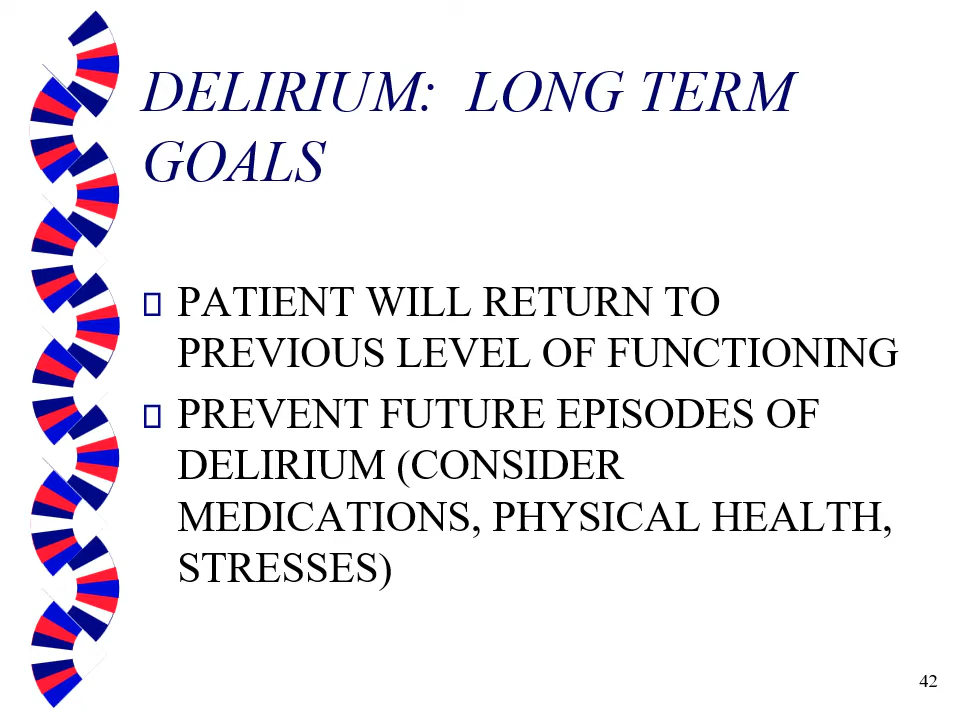 DELIRIUM: LONG TERM
GOALS
PATIENT WILL RETURN TO
PREVIOUS LEVEL OF FUNCTIONING
PREVENT FUTURE EPISODES OF
DELIRIUM (CONSIDER
MEDICATIONS, PHYSICAL HEALTH,
STRESSES)
42